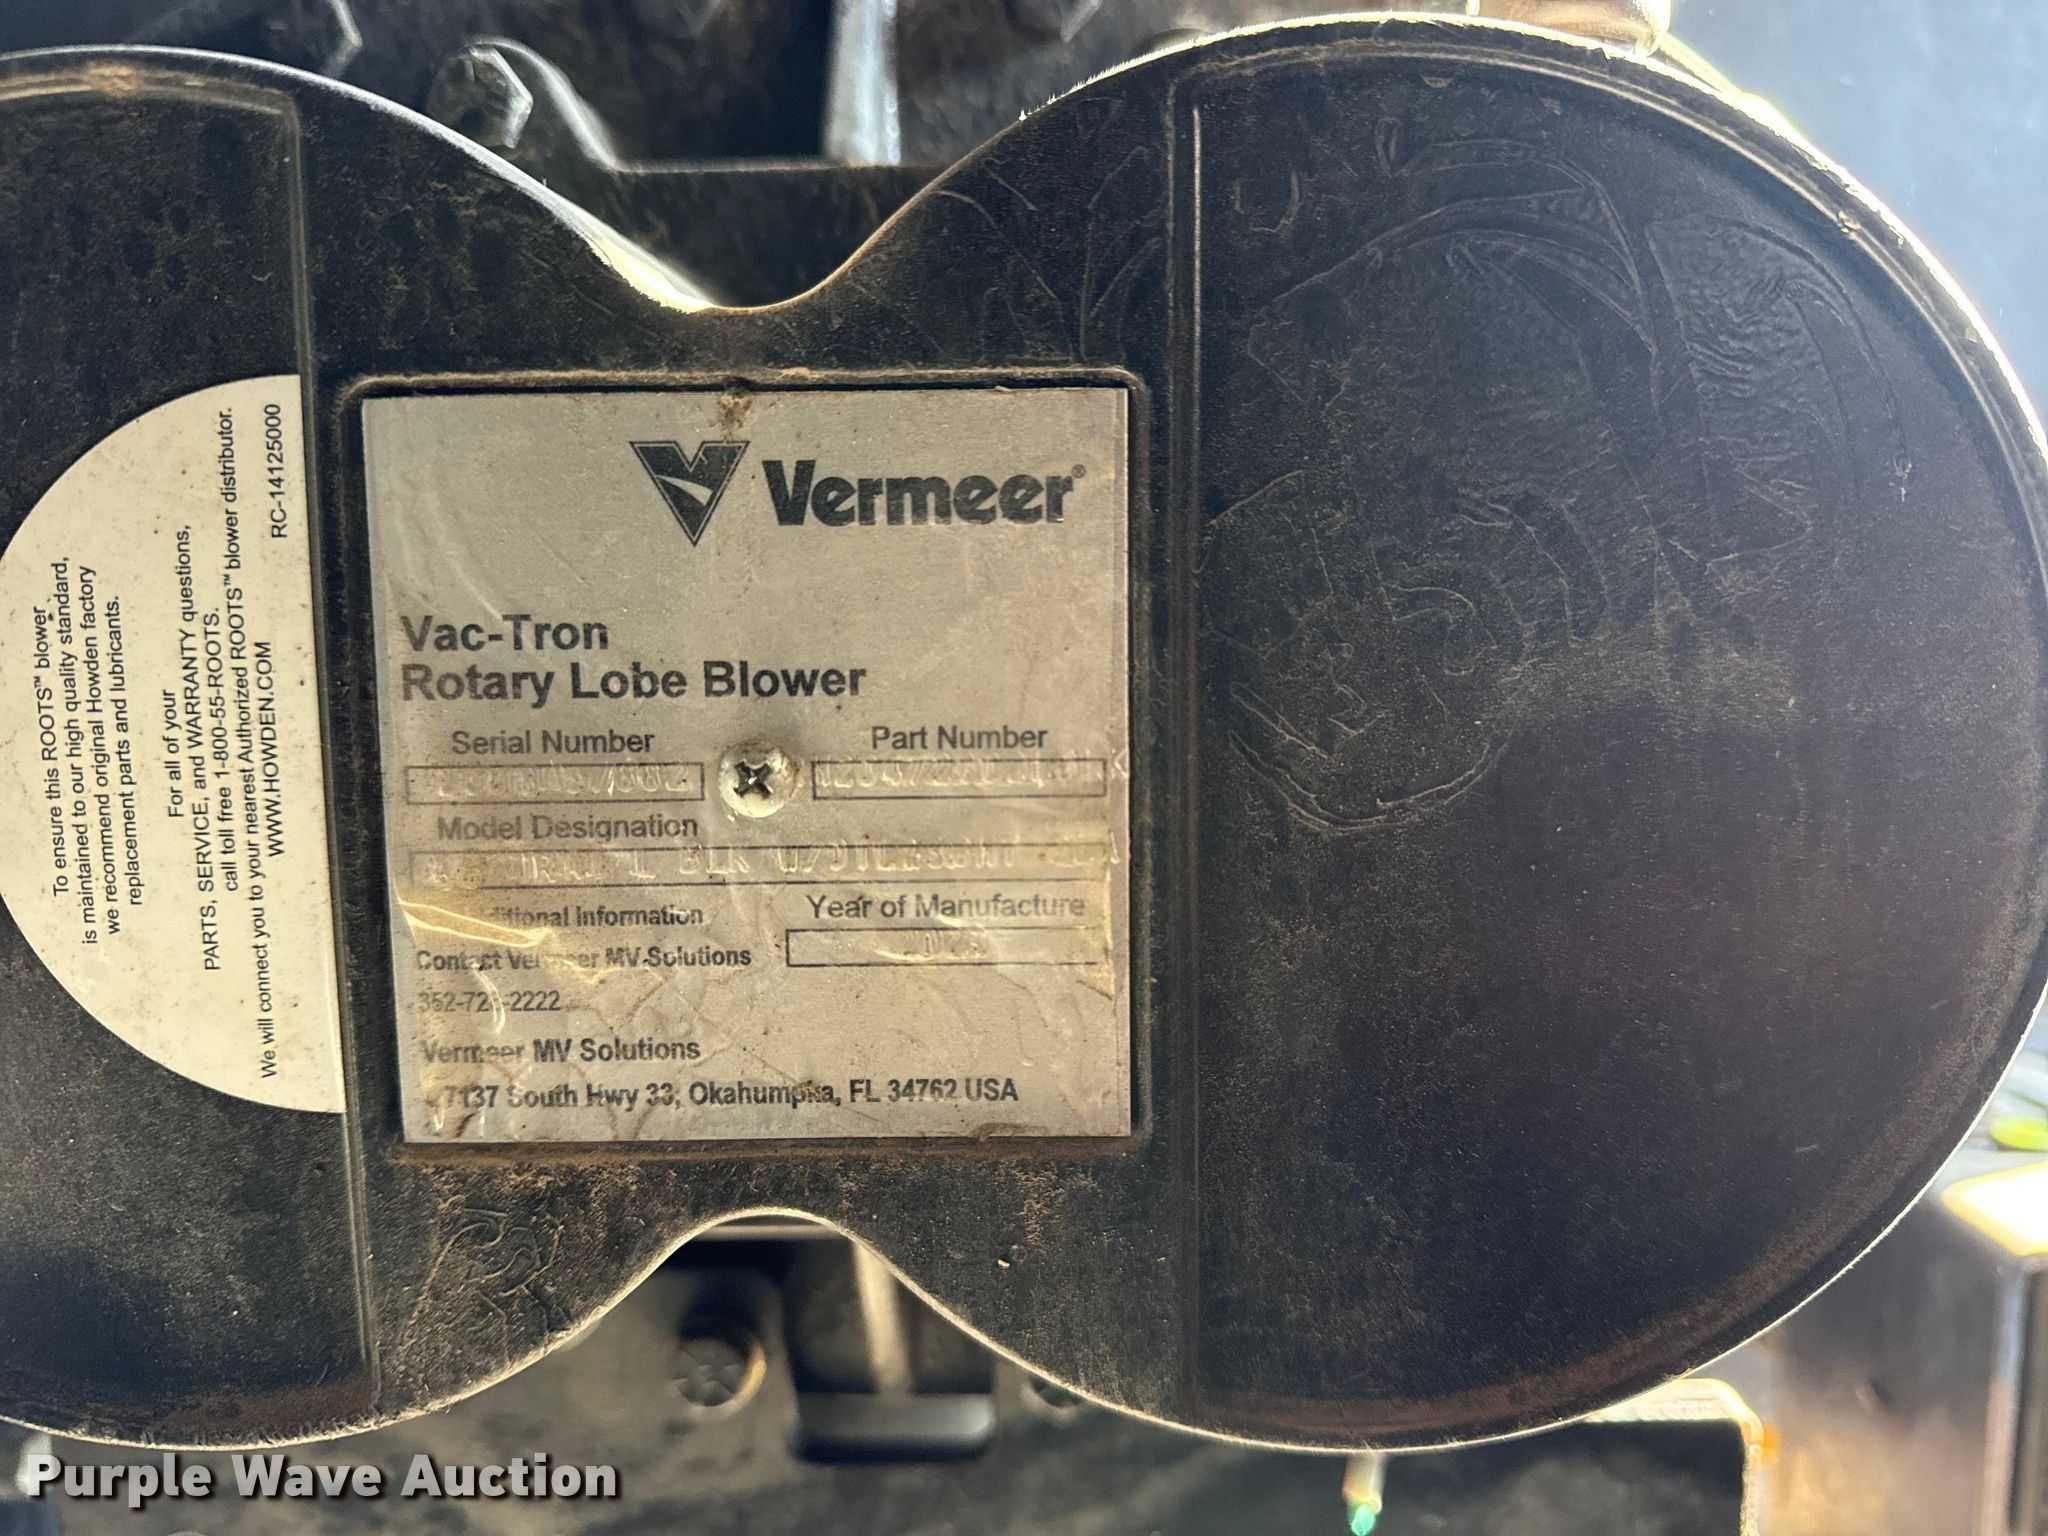 To ensure this ROOTS™ blower
is maintained to our high quality standard,
we recommend original Howden factory
replacement parts and lubricants.
For all of your
PARTS, SERVICE, and WARRANTY questions,
call toll free 1-800-55-ROOTS.
We will connect you to your nearest Authorized ROOTS™ blower distributor.
WWW.HOWDEN.COM
RC-14125000
Vermeer®
Vac-Tron
Rotary Lobe Blower
Serial Number
Part Number
Model Designation
BLK
Information
Year of Manufacture
Contact Vermeer MV Solutions
Vermeer MV Solutions
7137 South Hwy 33; Okahumpka, FL 34762 USA
Purple Wave Auction